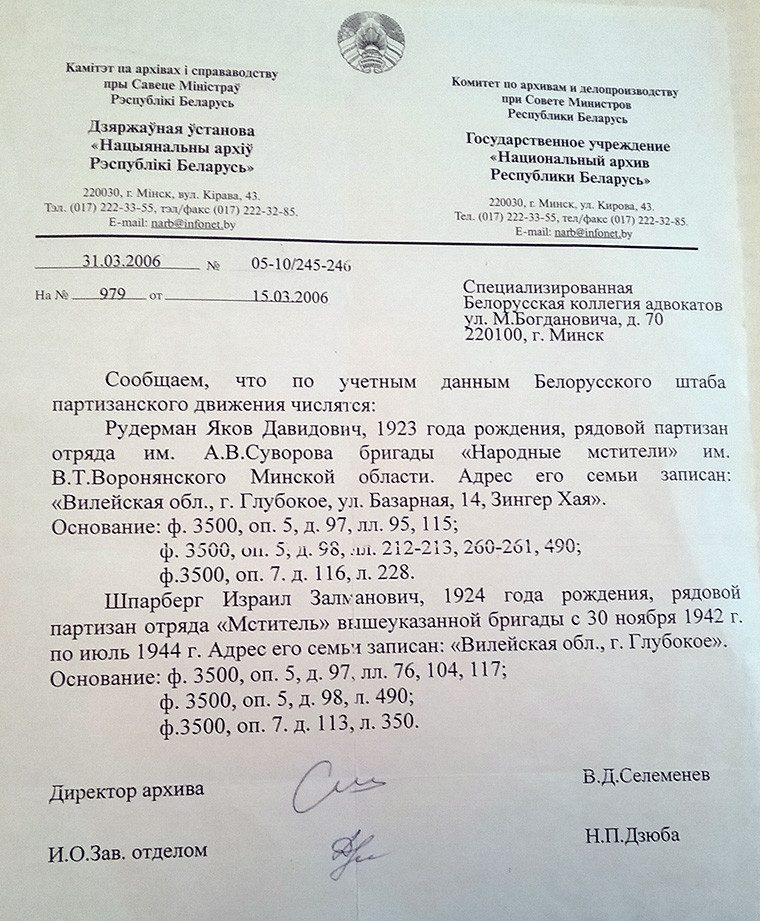 Камітэт па архівах і справаводству
пры Савеце Міністраў
Рэспублікі Беларусь
Дзяржаўная ўстанова
«Нацыянальны архіў
Рэспублікі Беларусь»
220030, г. Мінск, вул. Кірава, 43.
Тэл. (017) 222-33-55, тэл/факс (017) 222-32-85.
E-mail: narb@infonet.by
Комитет по архивам и делопроизводству
при Совете Министров
Республики Беларусь
Государственное учреждение
«Национальный архив
Республики Беларусь»
220030, г. Минск, ул. Кирова, 43.
Тел. (017) 222-33-55, тел/факс (017) 222-32-85.
E-mail: narb@infonet.by
31.03.2006 № 05-10/245-246
На № 979 от 15.03.2006
Специализированная
Белорусская коллегия адвокатов
ул. М.Богдановича, д. 70
220100, г. Минск
Сообщаем, что по учетным данным Белорусского штаба
партизанского движения числятся:
Рудерман Яков Давидович, 1923 года рождения, рядовой партизан
отряда им. А.В.Суворова бригады «Народные мстители» им.
В.Т.Воронянского Минской области. Адрес его семьи записан:
«Вилейская обл., г. Глубокое, ул. Базарная, 14, Зингер Хая».
Основание: ф. 3500, оп. 5, д. 97, лл. 95, 115;
ф. 3500, оп. 5, д. 98, лл. 212-213, 260-261, 490;
ф.3500, оп. 7. д. 116, л. 228.
Шпарберг Израил Залманович, 1924 года рождения, рядовой
партизан отряда «Мститель» вышеуказанной бригады с 30 ноября 1942 г.
по июль 1944 г. Адрес его семьи записан: «Вилейская обл., г. Глубокое».
Основание: ф. 3500, оп. 5, д. 97, лл. 76, 104, 117;
ф. 3500, оп. 5, д. 98, л. 490;
ф.3500, оп. 7. д. 113, л. 350.
Директор архива В.Д.Селеменев
И.О.Зав. отделом Н.П.Дзюба